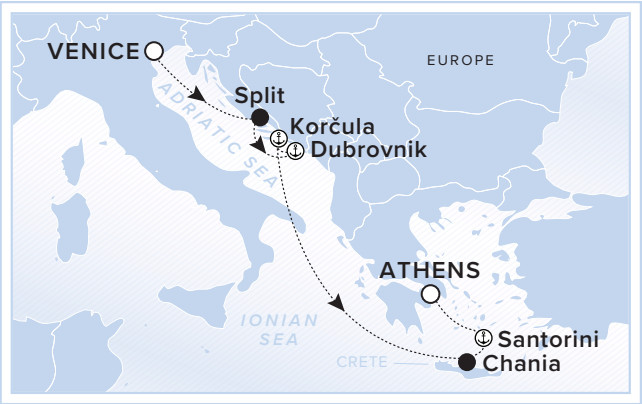 VENICE
EUROPE
Split
ADRIATIC SEA
Korčula
Dubrovnik
ATHENS
IONIAN
SEA
Santorini
CRETE
Chania